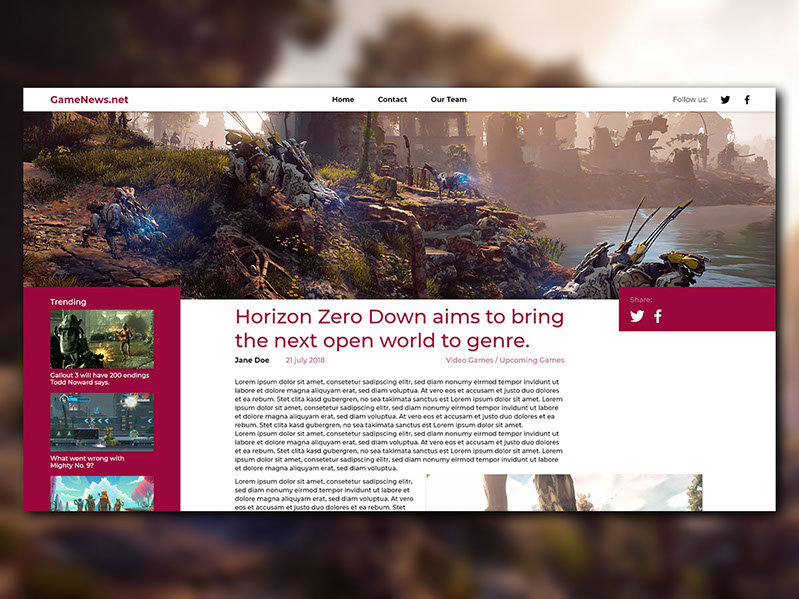 GameNews.net
Home Contact Our Team
Follow us:
Trending
Gallout 3 will have 200 endings
Todd Noward says.
What went wrong with
Mighty No. 9?
Horizon Zero Down aims to bring
the next open world to genre.
Jane Doe 21 july 2018 Video Games / Upcoming Games
Lorem ipsum dolor sit amet, consetetur sadipscing elitr, sed diam nonumy eirmod tempor invidunt ut
labore et dolore magna aliquyam erat, sed diam voluptua. At vero eos et accusam et justo duo dolores
et ea rebum. Stet clita kasd gubergren, no sea takimata sanctus est Lorem ipsum dolor sit amet. Lorem
ipsum dolor sit amet, consetetur sadipscing elitr, sed diam nonumy eirmod tempor invidunt ut labore
et dolore magna aliquyam erat, sed diam voluptua. At vero eos et accusam et justo duo dolores et ea
rebum. Stet clita kasd gubergren, no sea takimata sanctus est Lorem ipsum dolor sit amet.
Lorem ipsum dolor sit amet, consetetur sadipscing elitr, sed diam nonumy eirmod tempor invidunt ut
labore et dolore magna aliquyam erat, sed diam voluptua. At vero eos et accusam et justo duo dolores
et ea rebum. Stet clita kasd gubergren, no sea takimata sanctus est Lorem ipsum dolor sit amet. Lorem
ipsum dolor sit amet, consetetur sadipscing elitr, sed diam nonumy eirmod tempor invidunt ut labore
et dolore magna aliquyam erat, sed diam voluptua.
Lorem ipsum dolor sit amet, consetetur sadipscing elitr,
sed diam nonumy eirmod tempor invidunt ut labore et
dolore magna aliquyam erat, sed diam voluptua. At vero
eos et accusam et justo duo dolores et ea rebum. Stet
Share: